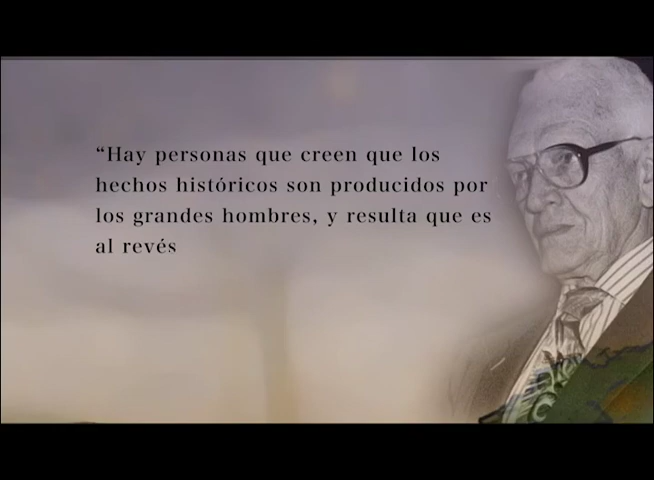 “Hay personas que creen que los
hechos históricos son producidos por
los grandes hombres, y resulta que es
al revés